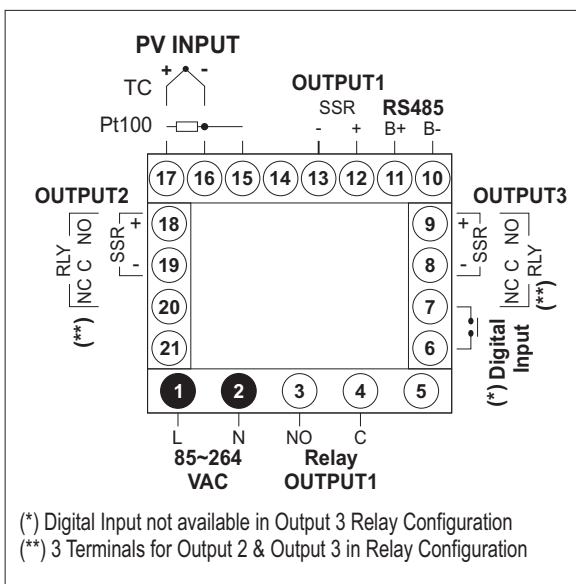 PV INPUT
+ -
TC
OUTPUT1
SSR RS485
Pt100 - + B+ B-
17 16 15 14 13 12 11 10
OUTPUT2 OUTPUT3
RLY
NC C NO
SSR
+
-
(**)
18
19
20
21
9
8
7
6
+
-
SSR
NC C NO
RLY
(**)
(*) Digital
Input
1 2 3 4 5
L N NO C
85~264 Relay
VAC OUTPUT1
(*) Digital Input not available in Output 3 Relay Configuration
(**) 3 Terminals for Output 2 & Output 3 in Relay Configuration